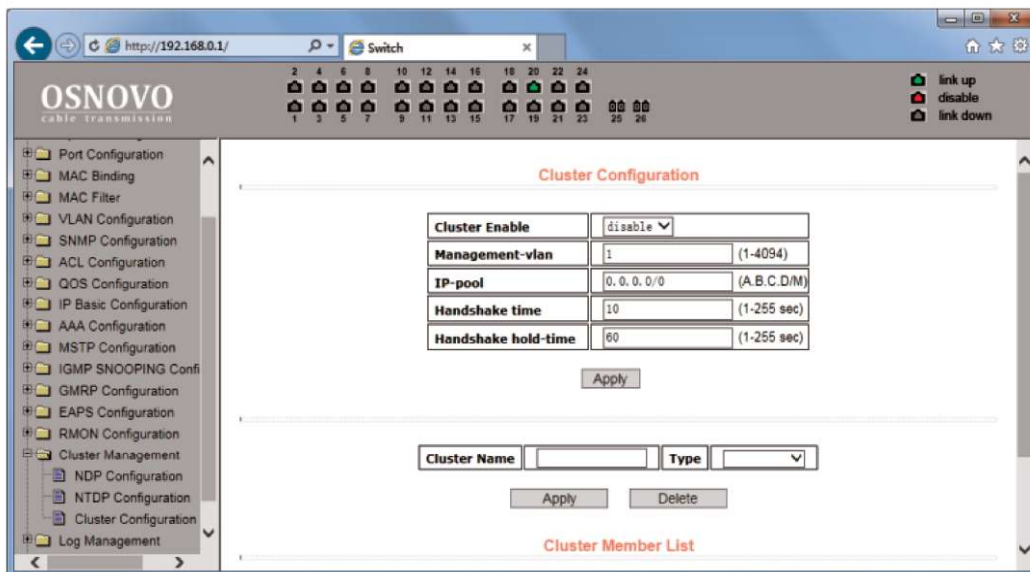 http://192.168.0.1/
Switch
OSNOVO
cable transmission
2 4 6 8 10 12 14 16 18 20 22 24
1 3 5 7 9 11 13 15 17 19 21 23 25 26
link up
disable
link down
Port Configuration
MAC Binding
MAC Filter
VLAN Configuration
SNMP Configuration
ACL Configuration
QOS Configuration
IP Basic Configuration
AAA Configuration
MSTP Configuration
IGMP SNOOPING Confi
GMRP Configuration
EAPS Configuration
RMON Configuration
Cluster Management
NDP Configuration
NTDP Configuration
Cluster Configuration
Log Management
Cluster Configuration
Cluster Enable disable
Management-vlan 1 (1-4094)
IP-pool 0.0.0.0/0 (A.B.C.D/M)
Handshake time 10 (1-255 sec)
Handshake hold-time 60 (1-255 sec)
Apply
Cluster Name Type
Apply Delete
Cluster Member List